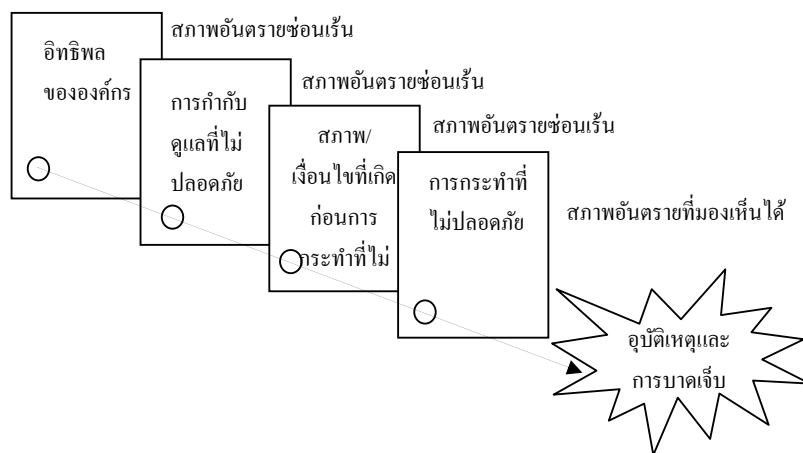 สภาพอันตรายซ่อนเร้น
อิทธิพล
ขององค์กร
สภาพอันตรายซ่อนเร้น
การกำกับ
ดูแลที่ไม่
ปลอดภัย
สภาพอันตรายซ่อนเร้น
สภาพ/
เงื่อนไขที่เกิด
ก่อนการ
กระทำที่ไม่
การกระทำที่
ไม่ปลอดภัย
สภาพอันตรายที่มองเห็นได้
อุบัติเหตุและ
การบาดเจ็บ